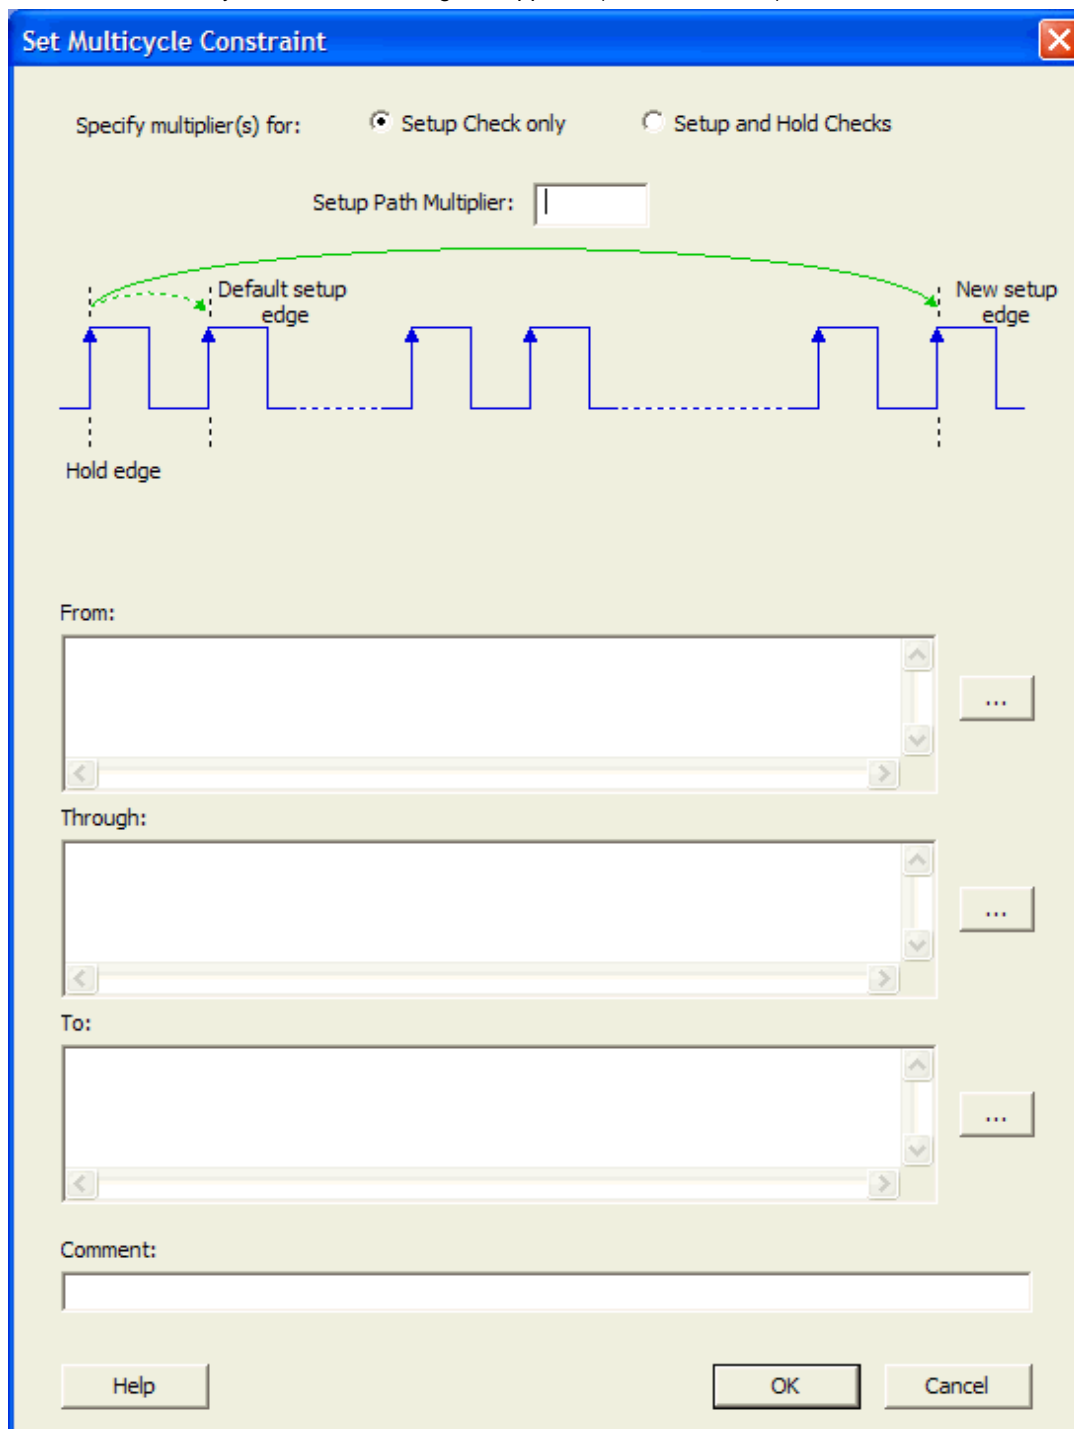 Set Multicycle Constraint
Specify multiplier(s) for: Setup Check only Setup and Hold Checks
Setup Path Multiplier:
Default setup edge
New setup edge
Hold edge
From:
...
Through:
...
To:
...
Comment:
Help OK Cancel